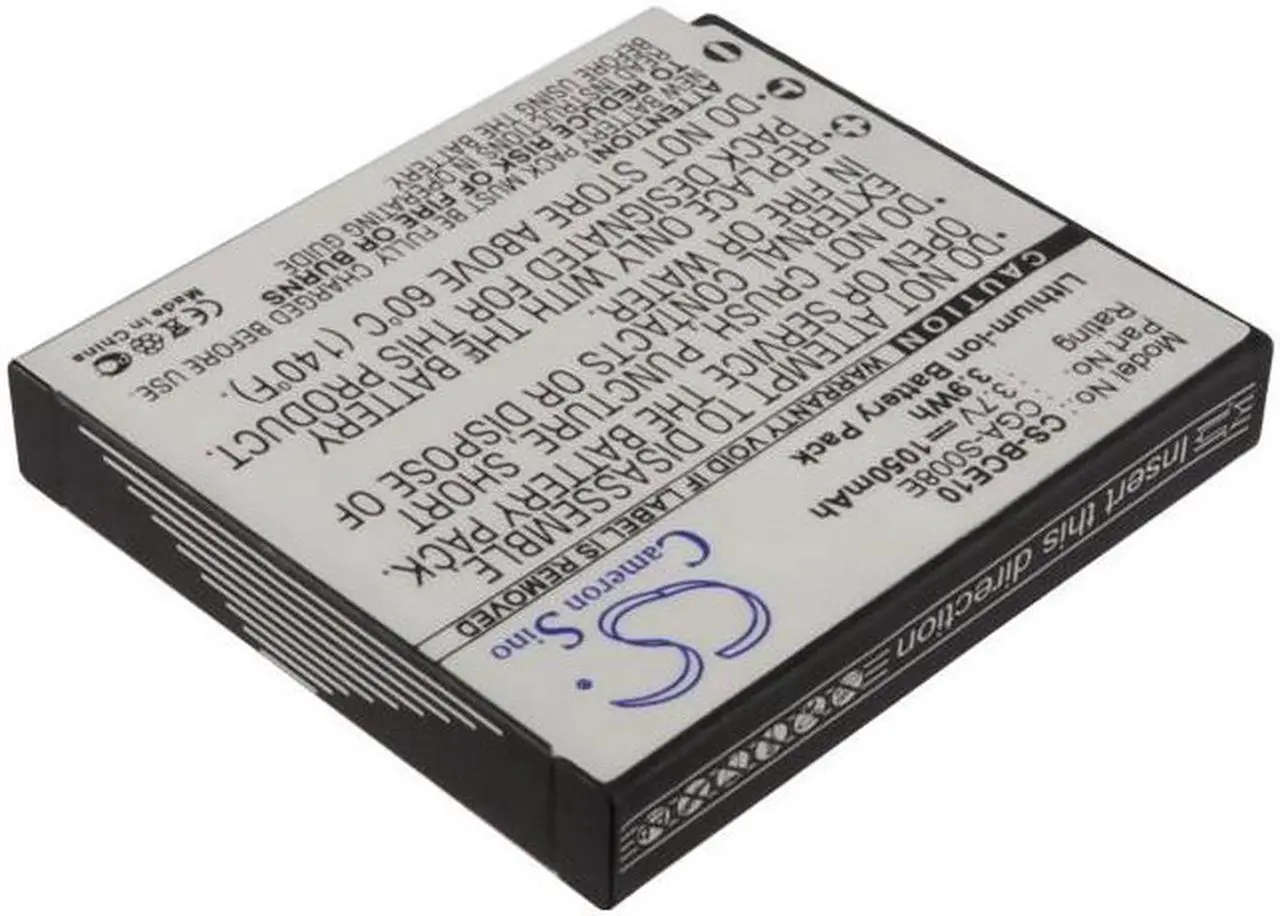 Model No. : CS-BCE10
Part No. : CGA-S008E
Rating : 3.7V 1050mAh
3.9Wh
Lithium-ion Battery Pack
CAUTION WARRANTY VOID IF LABEL IS REMOVED
•DO NOT ATTEMPT TO DISASSEMBLE,
OPEN OR SERVICE THE BATTERY PACK.
•DO NOT CRUSH, PUNCTURE, SHORT
EXTERNAL CONTACTS OR DISPOSE OF
IN FIRE OR WATER.
•REPLACE ONLY WITH THE BATTERY
PACK DESIGNATED FOR THIS PRODUCT.
•DO NOT STORE ABOVE 60°C (140°F).
ATTENTION!
NEW BATTERY PACK MUST BE FULLY CHARGED BEFORE USE.
TO REDUCE RISK OF FIRE OR BURNS
READ INSTRUCTIONS IN OPERATING GUIDE
BEFORE USING THE BATTERY.
CE
Made in China
− T +
CS
Cameron Sino
Insert this direction